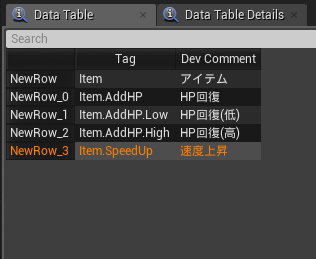 Data Table
Data Table Details
Search
Tag Dev Comment
NewRow Item アイテム
NewRow_0 Item.AddHP HP回復
NewRow_1 Item.AddHP.Low HP回復(低)
NewRow_2 Item.AddHP.High HP回復(高)
NewRow_3 Item.SpeedUp 速度上昇